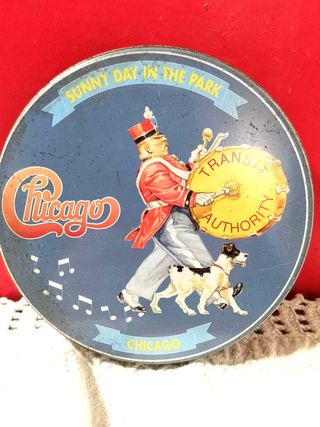 SUNNY DAY IN THE PARK
Chicago
TRANSIT
AUTHORITY
CHICAGO